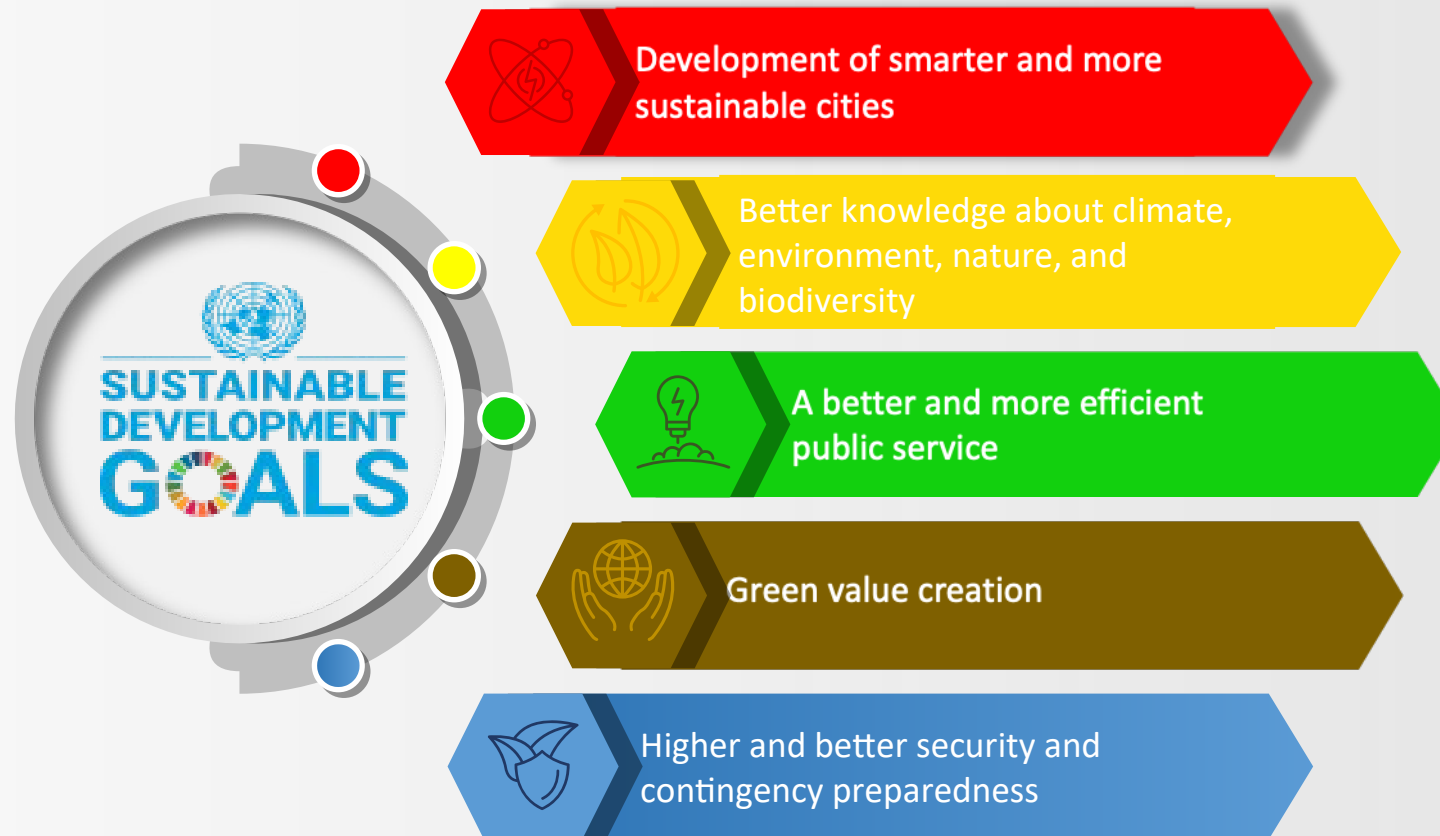 SUSTAINABLE
DEVELOPMENT
GOALS
Development of smarter and more
sustainable cities
Better knowledge about climate,
environment, nature, and
biodiversity
A better and more efficient
public service
Green value creation
Higher and better security and
contingency preparedness